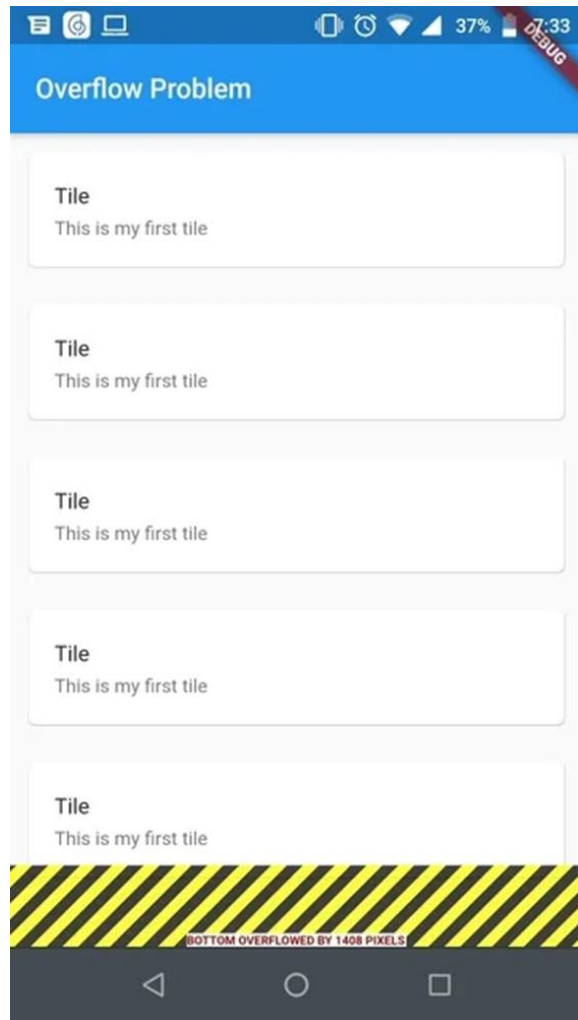 37% 7:33
DEBUG
Overflow Problem
Tile
This is my first tile
Tile
This is my first tile
Tile
This is my first tile
Tile
This is my first tile
Tile
This is my first tile
BOTTOM OVERFLOWED BY 1408 PIXELS